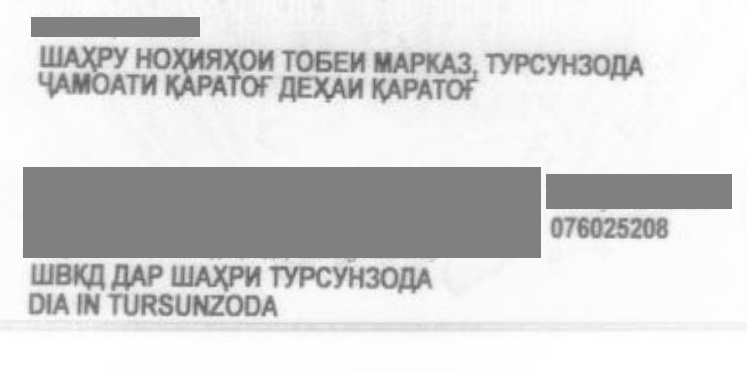 ШАҲРУ НОҲИЯҲОИ ТОБЕИ МАРКАЗ, ТУРСУНЗОДА
ҶАМОАТИ ҚАРАТОҒ ДЕҲАИ ҚАРАТОҒ
076025208
ШВКД ДАР ШАҲРИ ТУРСУНЗОДА
DIA IN TURSUNZODA